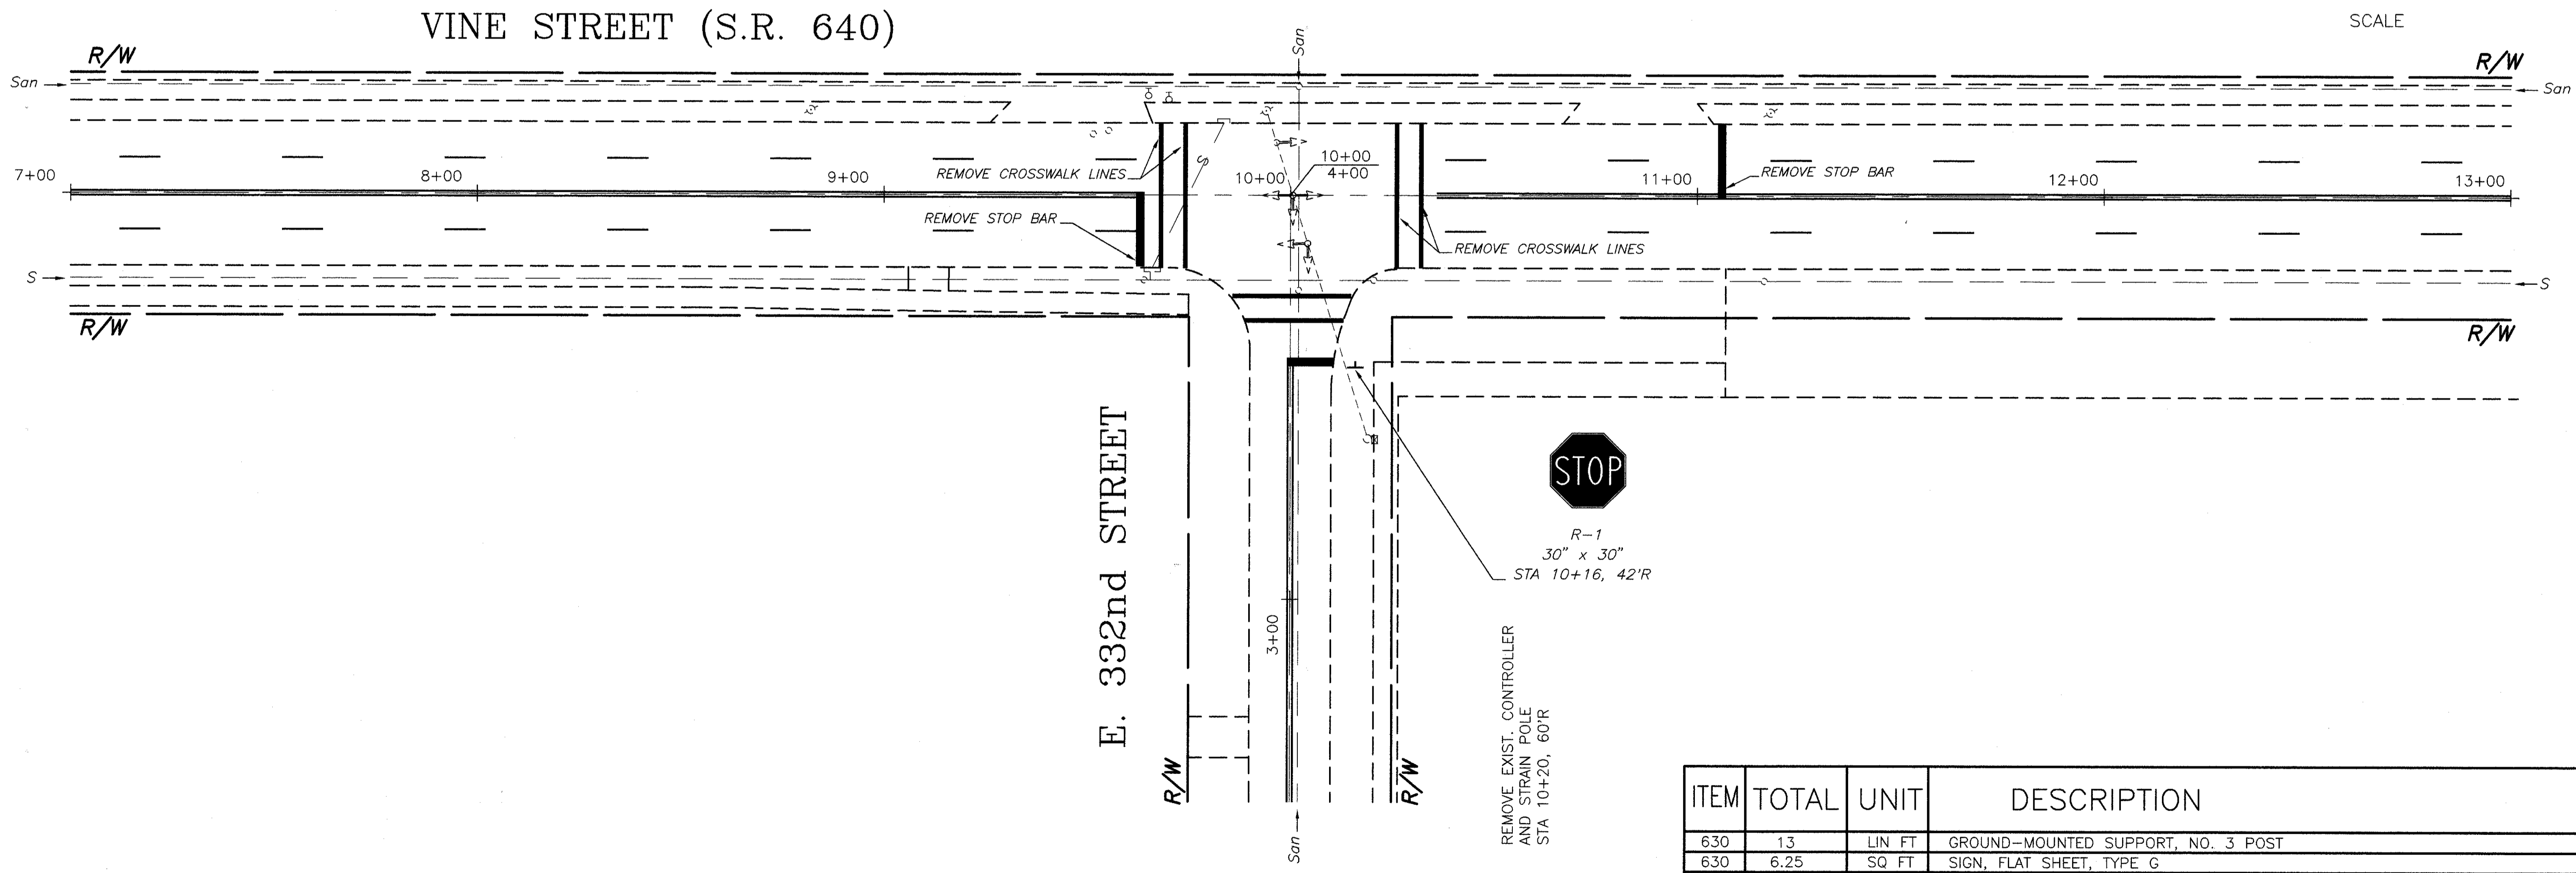 VINE STREET (S.R. 640)
SCALE
R/W
R/W
San
San
San
7+00
8+00
9+00
REMOVE CROSSWALK LINES
10+00
10+00
4+00
11+00
REMOVE STOP BAR
12+00
13+00
REMOVE STOP BAR
REMOVE CROSSWALK LINES
S
S
R/W
R/W
E. 332nd STREET
STOP
R-1
30" x 30"
STA 10+16, 42'R
3+00
REMOVE EXIST. CONTROLLER
AND STRAIN POLE
STA 10+20, 60'R
R/W
R/W
San
ITEM TOTAL UNIT DESCRIPTION
630 13 LIN FT GROUND-MOUNTED SUPPORT, NO. 3 POST
630 6.25 SQ FT SIGN, FLAT SHEET, TYPE G